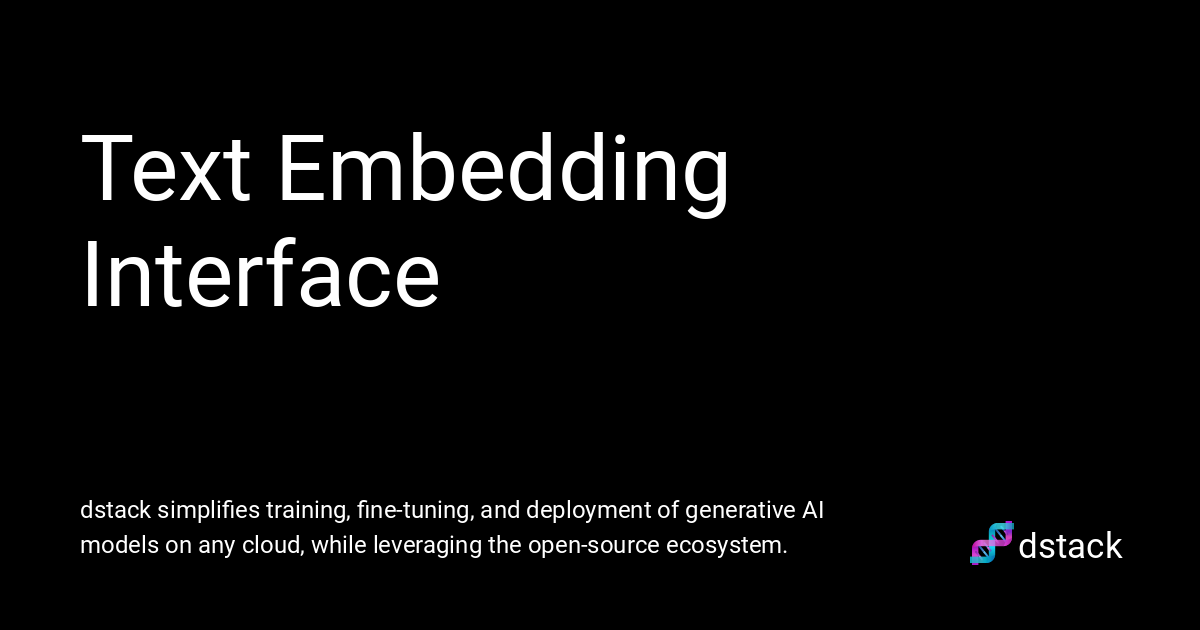 Text Embedding
Interface
dstack simplifies training, fine-tuning, and deployment of generative AI
models on any cloud, while leveraging the open-source ecosystem.
dstack